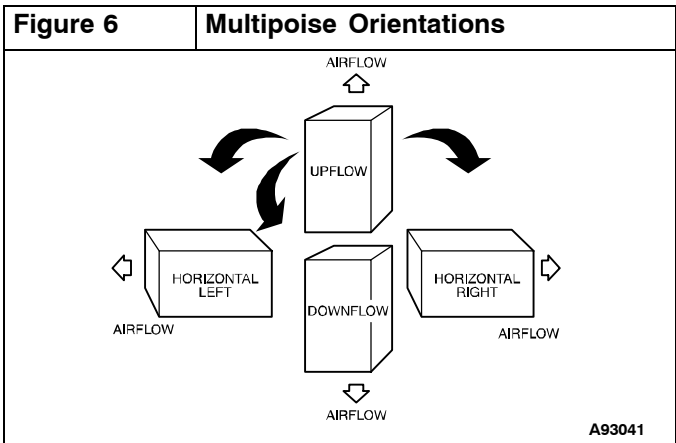 Figure 6 Multipoise Orientations
AIRFLOW
UPFLOW
HORIZONTAL
LEFT
AIRFLOW
DOWNFLOW
HORIZONTAL
RIGHT
AIRFLOW
AIRFLOW
A93041